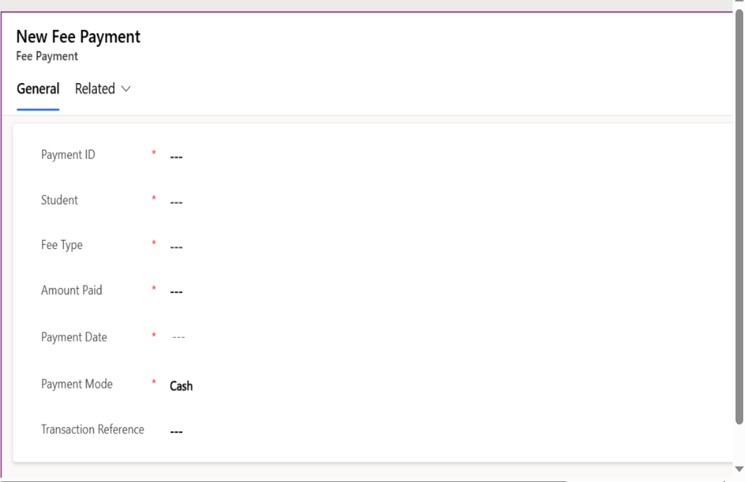 New Fee Payment
Fee Payment
General Related
Payment ID * ---
Student * ---
Fee Type * ---
Amount Paid * ---
Payment Date * ---
Payment Mode * Cash
Transaction Reference ---